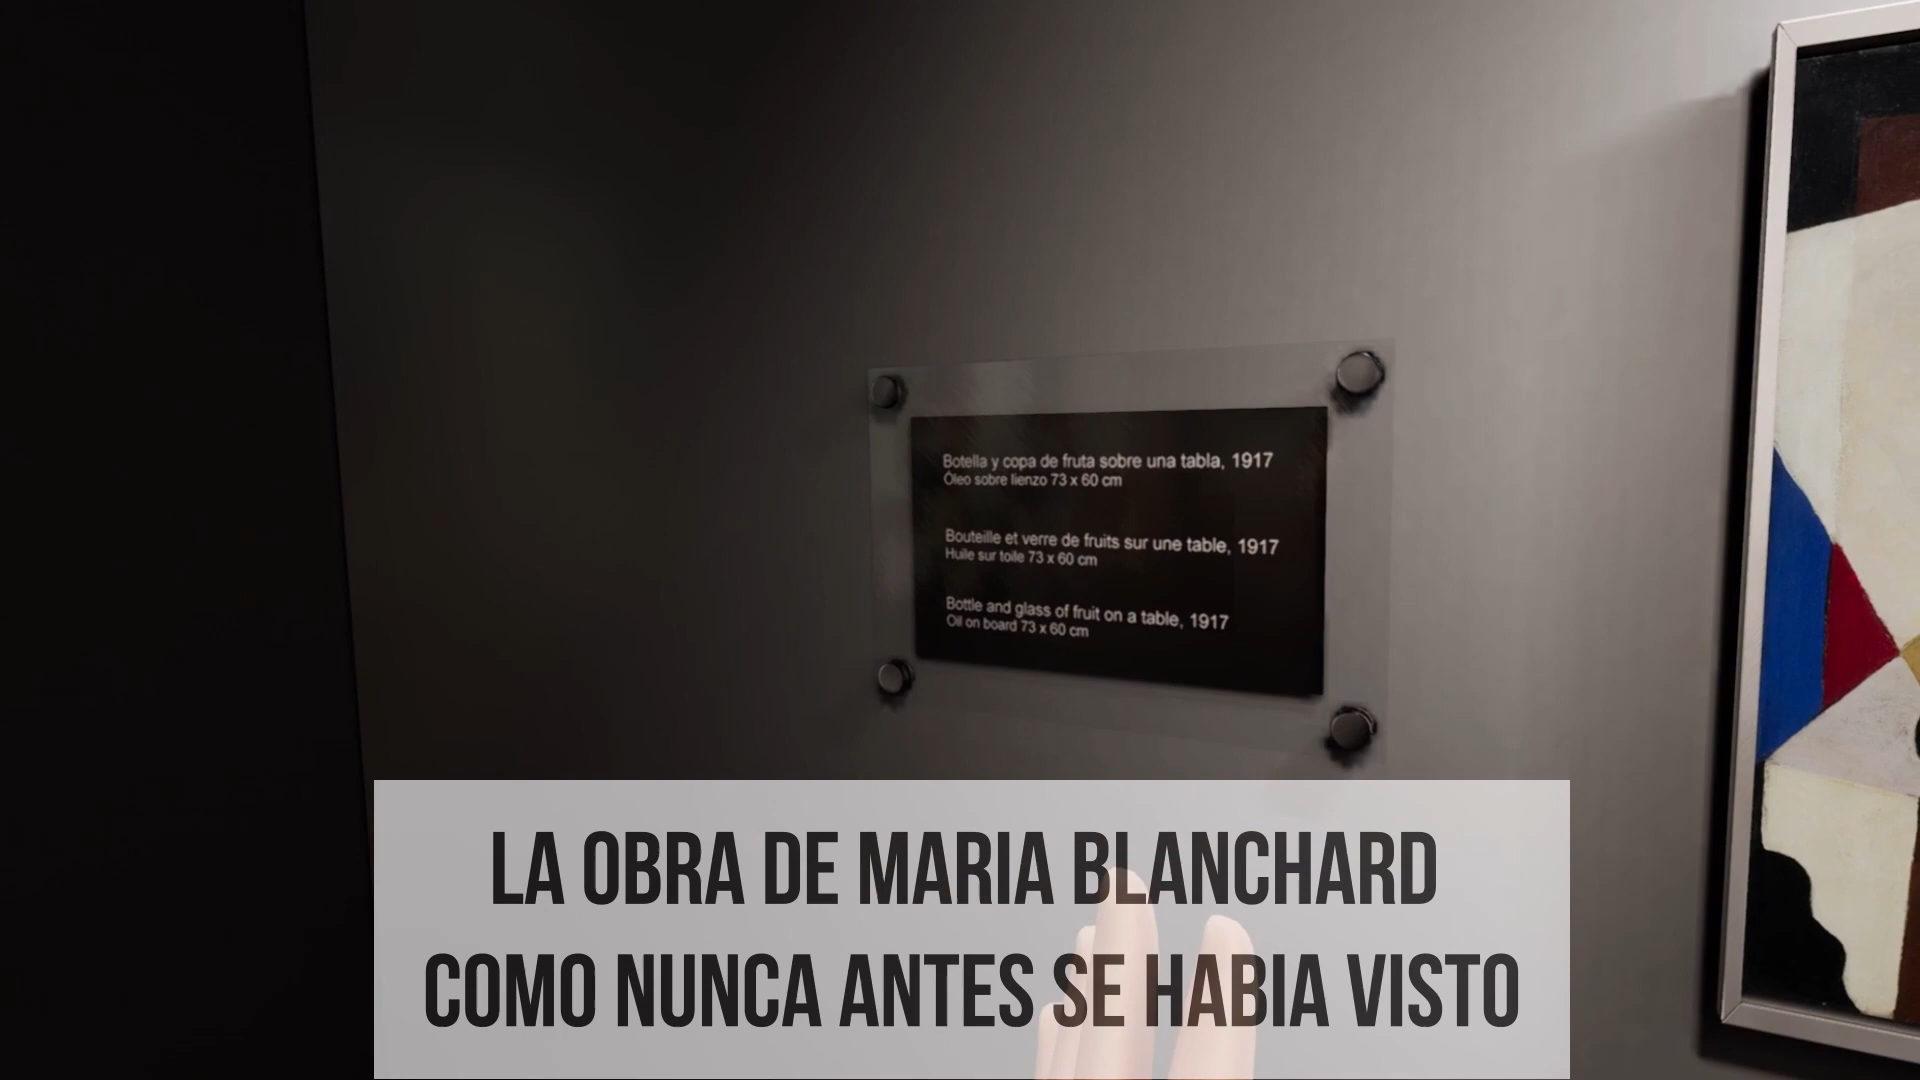 Botella y copa de fruta sobre una tabla, 1917
Óleo sobre lienzo 73 x 60 cm
Bouteille et verre de fruits sur une table, 1917
Huile sur toile 73 x 60 cm
Bottle and glass of fruit on a table, 1917
Oil on board 73 x 60 cm
LA OBRA DE MARIA BLANCHARD
COMO NUNCA ANTES SE HABIA VISTO